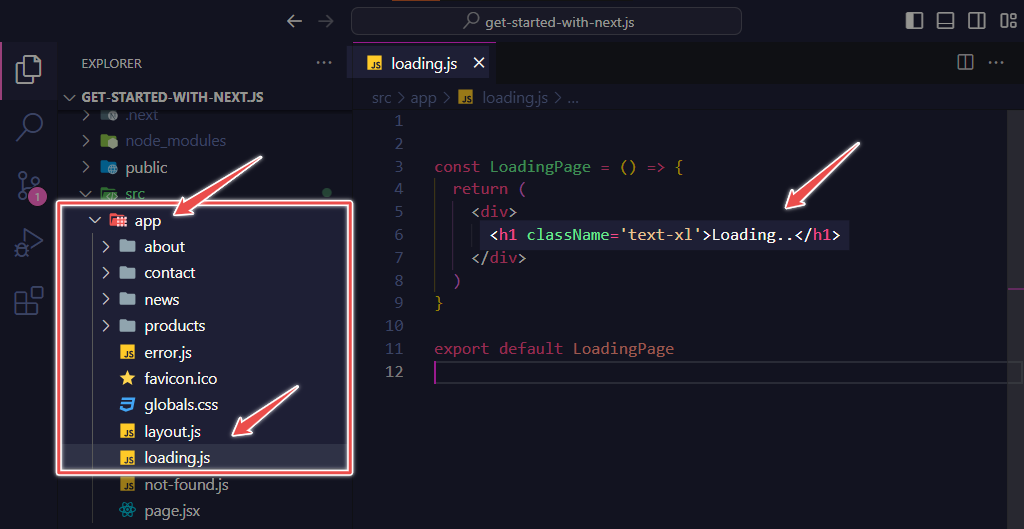 get-started-with-next.js
EXPLORER
loading.js
GET-STARTED-WITH-NEXT.JS
src > app > loading.js > ...
.next
node_modules
public
src
app
about
contact
news
products
error.js
favicon.ico
globals.css
layout.js
loading.js
not-found.js
page.jsx
1
1
2
3 const LoadingPage = () => {
4 return (
5 <div>
6 <h1 className='text-xl'>Loading..</h1>
7 </div>
8 )
9 }
10
11 export default LoadingPage
12